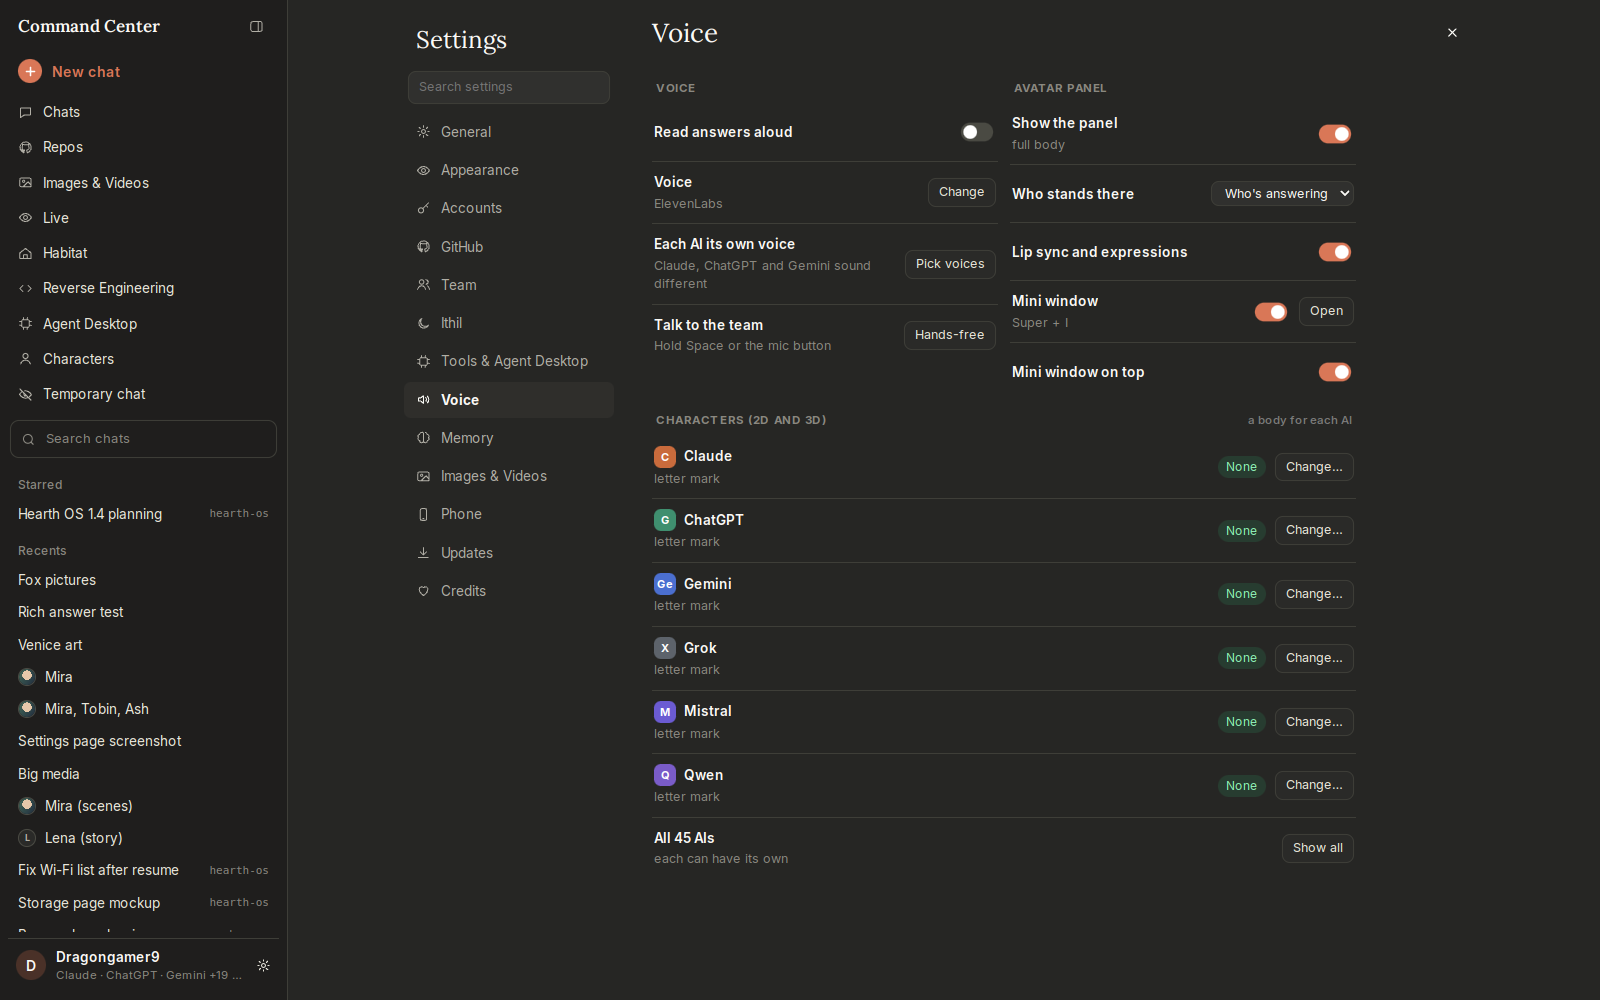 Command Center
New chat
Chats
Repos
Images & Videos
Live
Habitat
Reverse Engineering
Agent Desktop
Characters
Temporary chat
Search chats
Starred
Hearth OS 1.4 planning hearth-os
Recents
Fox pictures
Rich answer test
Venice art
Mira
Mira, Tobin, Ash
Settings page screenshot
Big media
Mira (scenes)
L Lena (story)
Fix Wi-Fi list after resume hearth-os
Storage page mockup hearth-os
D Dragongamer9
Claude · ChatGPT · Gemini +19 ...
Settings
Search settings
General
Appearance
Accounts
GitHub
Team
Ithil
Tools & Agent Desktop
Voice
Memory
Images & Videos
Phone
Updates
Credits
Voice
VOICE
Read answers aloud
Voice
ElevenLabs
Change
Each AI its own voice
Claude, ChatGPT and Gemini sound
different
Pick voices
Talk to the team
Hold Space or the mic button
Hands-free
AVATAR PANEL
Show the panel
full body
Who stands there Who's answering
Lip sync and expressions
Mini window
Super + I
Open
Mini window on top
CHARACTERS (2D AND 3D) a body for each AI
C Claude
letter mark
None Change...
G ChatGPT
letter mark
None Change...
Ge Gemini
letter mark
None Change...
X Grok
letter mark
None Change...
M Mistral
letter mark
None Change...
Q Qwen
letter mark
None Change...
All 45 AIs
each can have its own
Show all